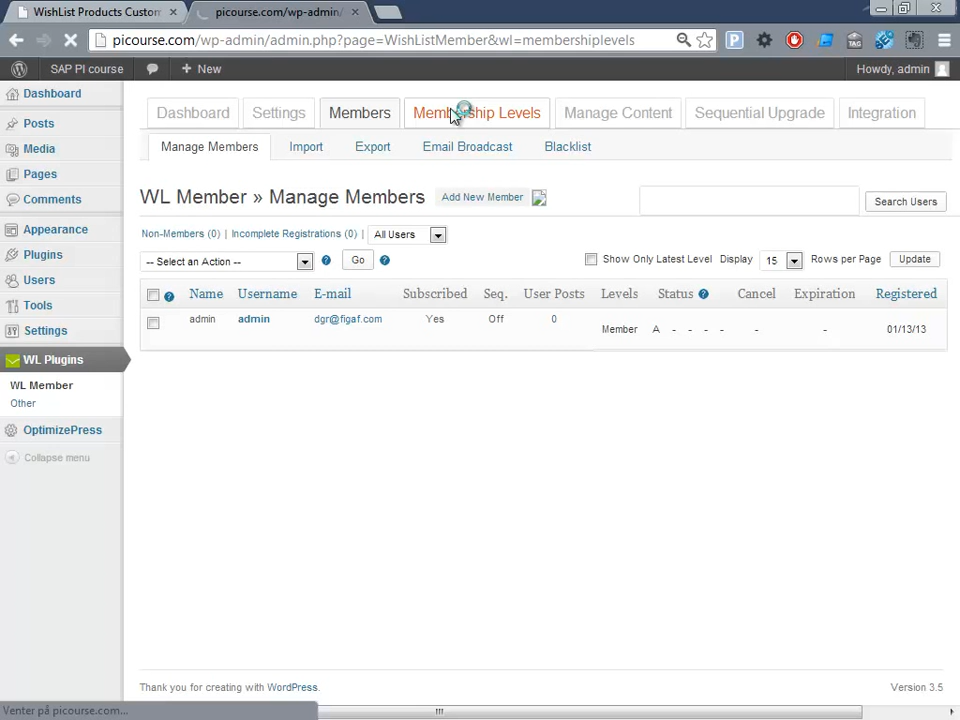 WishList Products Custom
picourse.com/wp-admin/
picourse.com/wp-admin/admin.php?page=WishListMember&wl=membershiplevels
P
TAG
SAP PI course
+ New
Howdy, admin
Dashboard
Posts
Media
Pages
Comments
Appearance
Plugins
Users
Tools
Settings
WL Plugins
WL Member
Other
OptimizePress
Collapse menu
Dashboard
Settings
Members
Membership Levels
Manage Content
Sequential Upgrade
Integration
Manage Members
Import
Export
Email Broadcast
Blacklist
WL Member » Manage Members
Add New Member
Search Users
Non-Members (0) | Incomplete Registrations (0) | All Users
-- Select an Action --
?
Go
?
Show Only Latest Level
Display
15
Rows per Page
Update
? Name Username E-mail Subscribed Seq. User Posts Levels Status ? Cancel Expiration Registered
admin admin dgr@figaf.com Yes Off 0
Member A - - - - - - 01/13/13
Thank you for creating with WordPress.
Version 3.5
Venter på picourse.com...